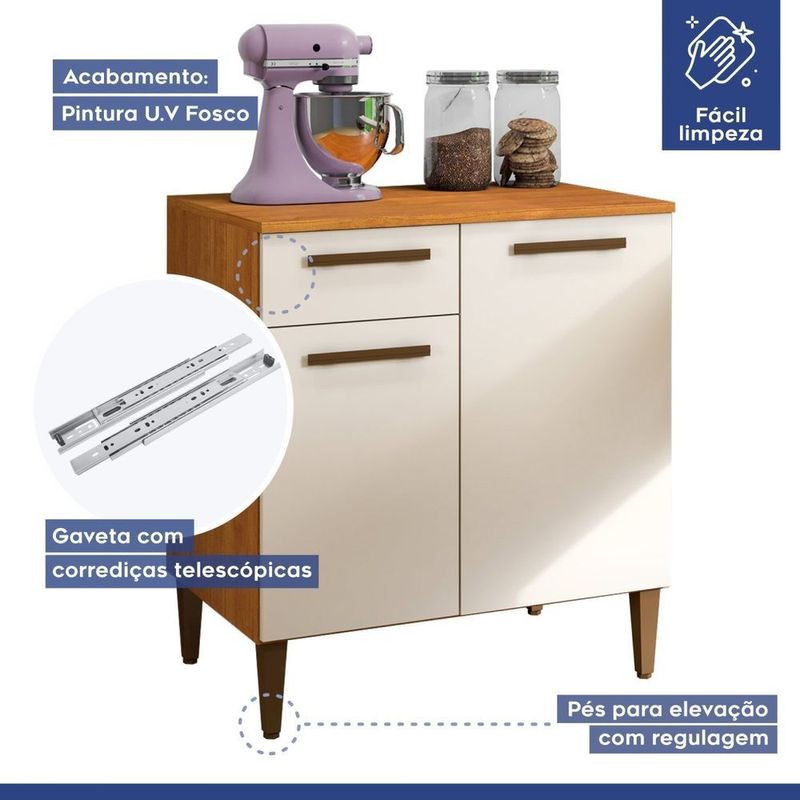 Acabamento:
Pintura U.V Fosco
Fácil
limpeza
Gaveta com
corrediças telescópicas
Pés para elevação
com regulagem